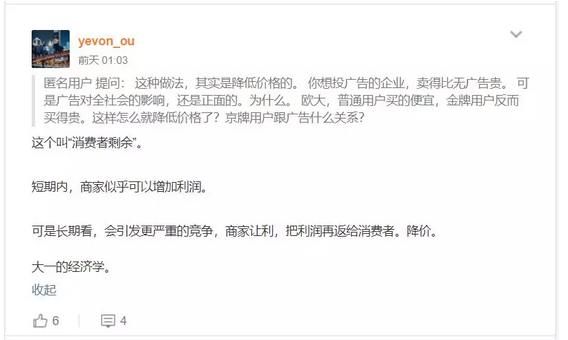 yevon_ou
前天 01:03
匿名用户 提问： 这种做法，其实是降低价格的。 你想投广告的企业，卖得比无广告贵。 可
是广告对全社会的影响，还是正面的。为什么。 欧大，普通用户买的便宜，金牌用户反而
买得贵。这样怎么就降低价格了？京牌用户跟广告什么关系？
这个叫“消费者剩余”。
短期内，商家似乎可以增加利润。
可是长期看，会引发更严重的竞争，商家让利，把利润再返给消费者。降价。
大一的经济学。
收起
6
4